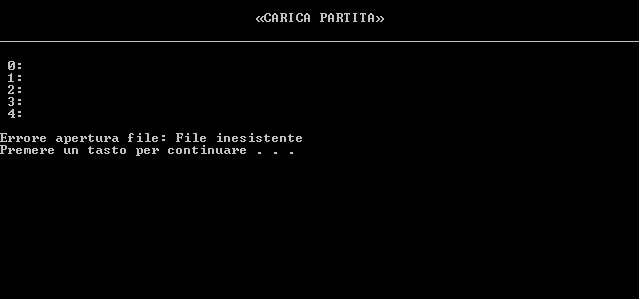 «CARICA PARTITA»
0:
1:
2:
3:
4:
Errore apertura file: File inesistente
Premere un tasto per continuare . . .